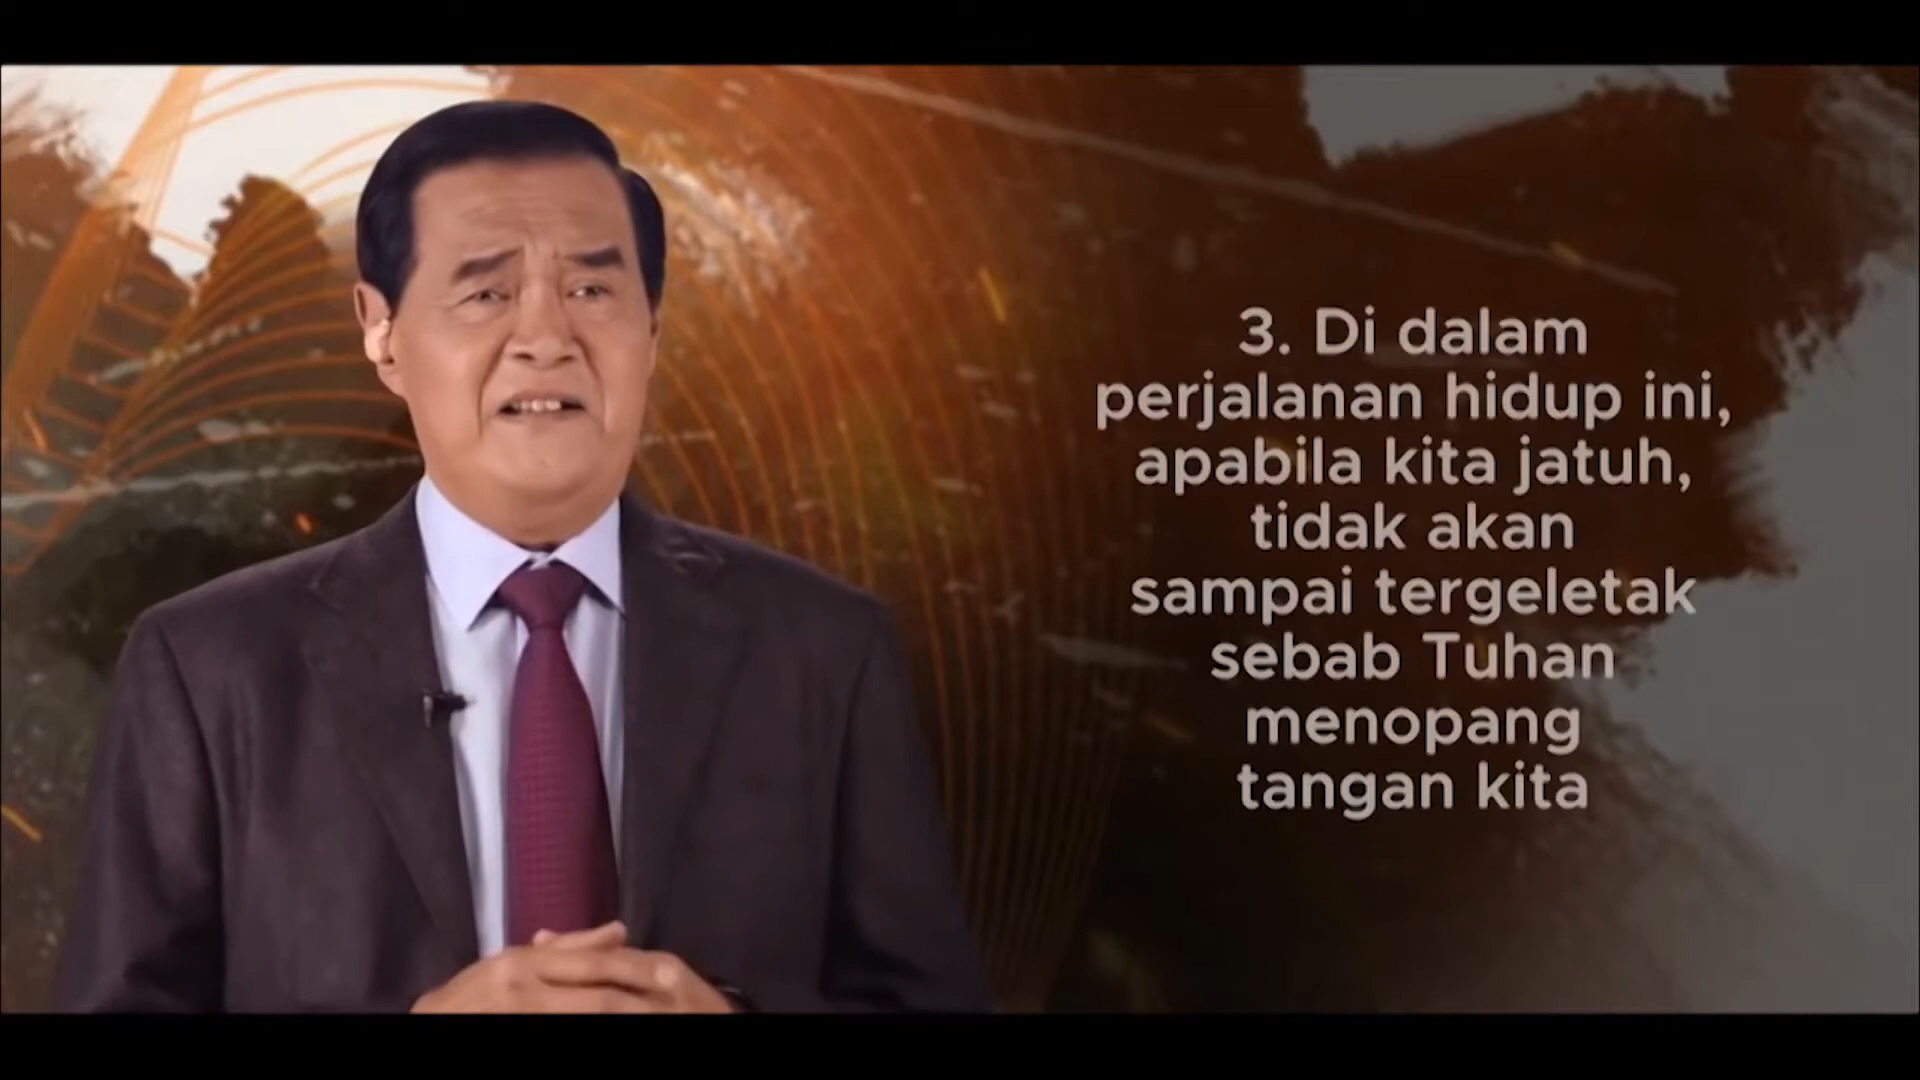 3. Di dalam
perjalanan hidup ini,
apabila kita jatuh,
tidak akan
sampai tergeletak
sebab Tuhan
menopang
tangan kita